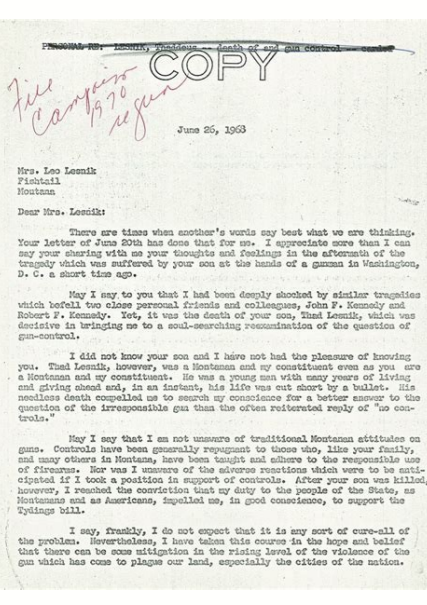 PERSONAL RE: LESNIK, Thaddeus -- death of and gun control --
COPY
File
Campaign
1970
re gun
June 26, 1968
Mrs. Leo Lesnik
Fishtail
Montana
Dear Mrs. Lesnik:
There are times when another's words say best what we are thinking.
Your letter of June 20th has done that for me. I appreciate more than I can
say your sharing with me your thoughts and feelings in the aftermath of the
tragedy which was suffered by your son at the hands of a gunman in Washington,
D. C. a short time ago.
May I say to you that I had been deeply shocked by similar tragedies
which befell two close personal friends and colleagues, John F. Kennedy and
Robert F. Kennedy. Yet, it was the death of your son, Thad Lesnik, which was
decisive in bringing me to a soul-searching reexamination of the question of
gun-control.
I did not know your son and I have not had the pleasure of knowing
you. Thad Lesnik, however, was a Montanan and my constituent even as you are
a Montanan and my constituent. He was a young man with many years of living
and giving ahead and, in an instant, his life was cut short by a bullet. His
needless death compelled me to search my conscience for a better answer to the
question of the irresponsible gun than the often reiterated reply of "no con-
trols."
May I say that I am not unaware of traditional Montanan attitudes on
guns. Controls have been generally repugnant to those who, like your family,
and many others in Montana, have been taught and adhere to the responsible use
of firearms. Nor was I unaware of the adverse reactions which were to be anti-
cipated if I took a position in support of controls. After your son was killed,
however, I reached the conviction that my duty to the people of the State, as
Montanans and as Americans, impelled me, in good conscience, to support the
Tydings bill.
I say, frankly, I do not expect that it is any sort of cure-all of
the problem. Nevertheless, I have taken this course in the hope and belief
that there can be some mitigation in the rising level of the violence of the
gun which has come to plague our land, especially the cities of the nation.